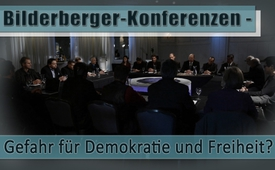 Bilderberger-Konferenzen -
Gefahr für Demokratie und Freiheit?